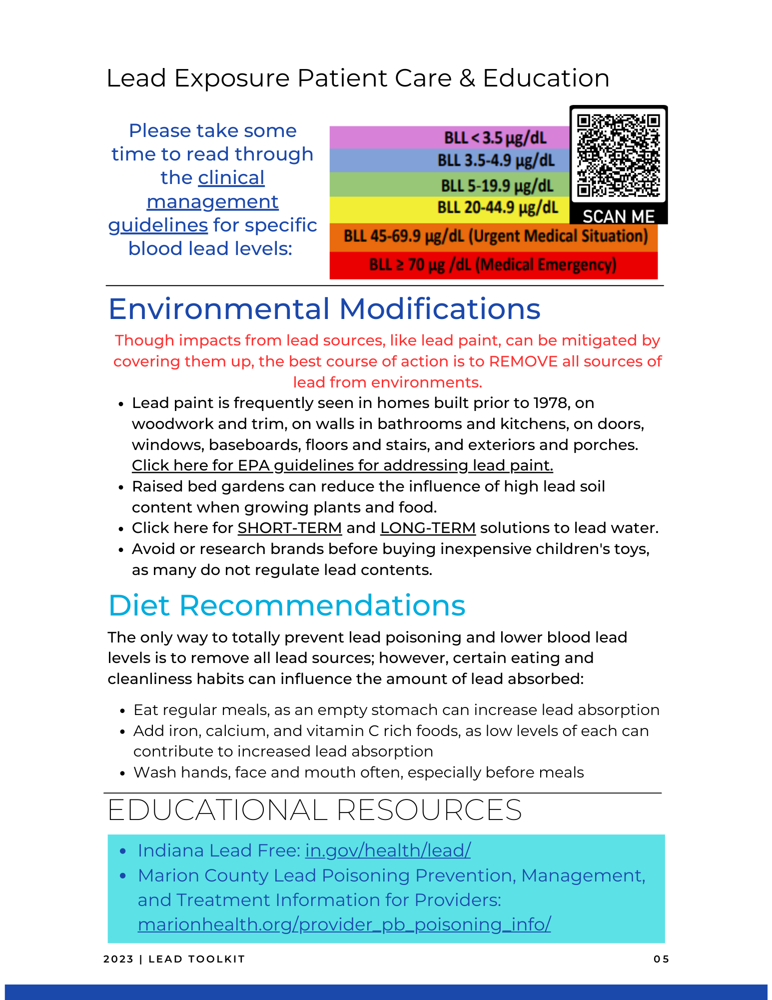 Lead Exposure Patient Care & Education
Please take some
time to read through
the clinical
management
guidelines for specific
blood lead levels:
BLL < 3.5 µg/dL
BLL 3.5-4.9 µg/dL
BLL 5-19.9 µg/dL
BLL 20-44.9 µg/dL
BLL 45-69.9 µg/dL (Urgent Medical Situation)
BLL ≥ 70 µg /dL (Medical Emergency)
SCAN ME
Environmental Modifications
Though impacts from lead sources, like lead paint, can be mitigated by
covering them up, the best course of action is to REMOVE all sources of
lead from environments.
• Lead paint is frequently seen in homes built prior to 1978, on
woodwork and trim, on walls in bathrooms and kitchens, on doors,
windows, baseboards, floors and stairs, and exteriors and porches.
Click here for EPA guidelines for addressing lead paint.
• Raised bed gardens can reduce the influence of high lead soil
content when growing plants and food.
• Click here for SHORT-TERM and LONG-TERM solutions to lead water.
• Avoid or research brands before buying inexpensive children's toys,
as many do not regulate lead contents.
Diet Recommendations
The only way to totally prevent lead poisoning and lower blood lead
levels is to remove all lead sources; however, certain eating and
cleanliness habits can influence the amount of lead absorbed:
• Eat regular meals, as an empty stomach can increase lead absorption
• Add iron, calcium, and vitamin C rich foods, as low levels of each can
contribute to increased lead absorption
• Wash hands, face and mouth often, especially before meals
EDUCATIONAL RESOURCES
• Indiana Lead Free: in.gov/health/lead/
• Marion County Lead Poisoning Prevention, Management,
and Treatment Information for Providers:
marionhealth.org/provider_pb_poisoning_info/
2023 | LEAD TOOLKIT
05